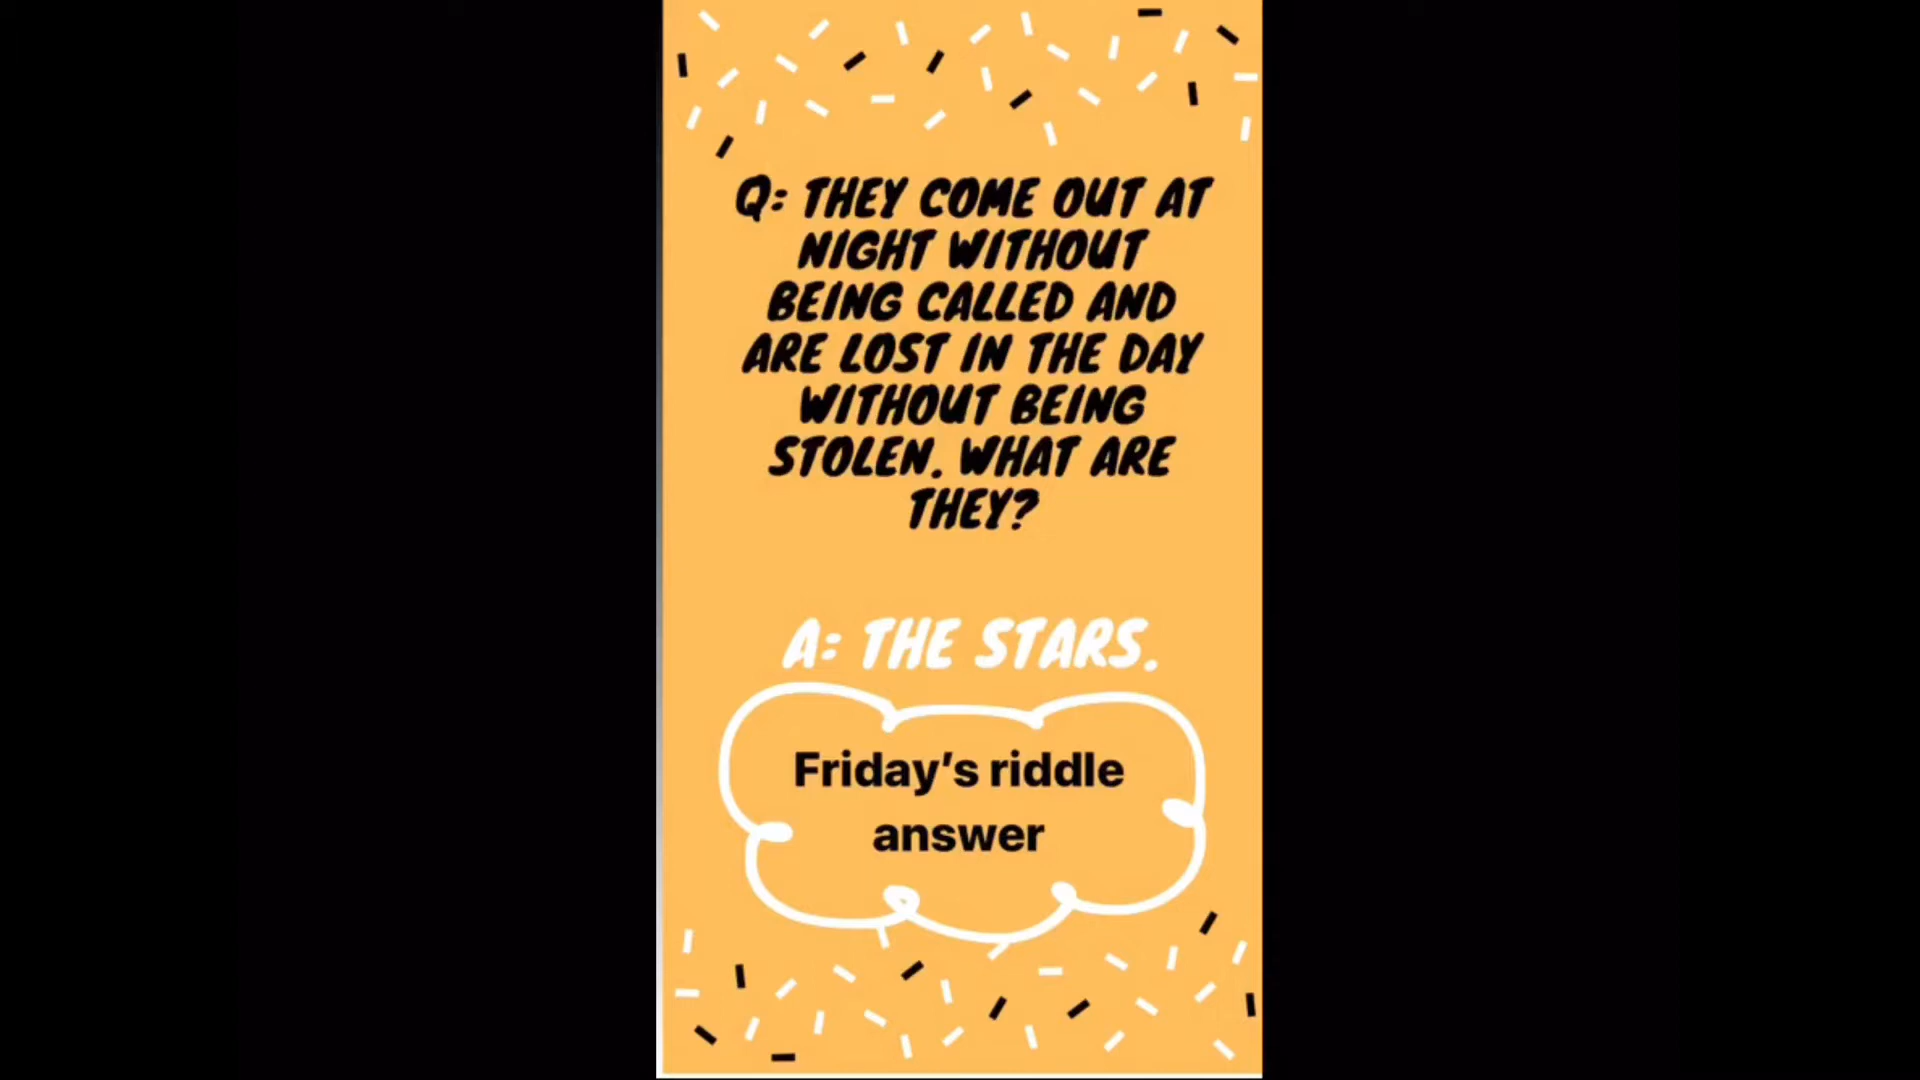 Q: THEY COME OUT AT
NIGHT WITHOUT
BEING CALLED AND
ARE LOST IN THE DAY
WITHOUT BEING
STOLEN. WHAT ARE
THEY?
A: THE STARS.
Friday’s riddle
answer